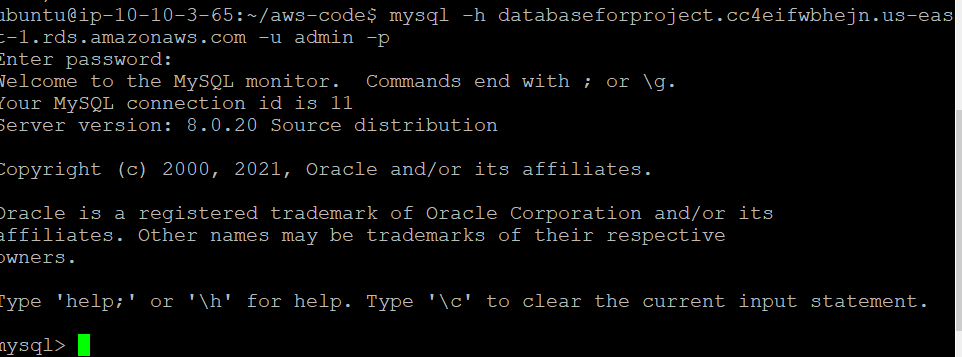 ubuntu@ip-10-10-3-65:~/aws-code$ mysql -h databaseforproject.cc4eifwbhejn.us-eas
t-1.rds.amazonaws.com -u admin -p
Enter password:
Welcome to the MySQL monitor.  Commands end with ; or \g.
Your MySQL connection id is 11
Server version: 8.0.20 Source distribution

Copyright (c) 2000, 2021, Oracle and/or its affiliates.

Oracle is a registered trademark of Oracle Corporation and/or its
affiliates. Other names may be trademarks of their respective
owners.

Type 'help;' or '\h' for help. Type '\c' to clear the current input statement.

mysql>